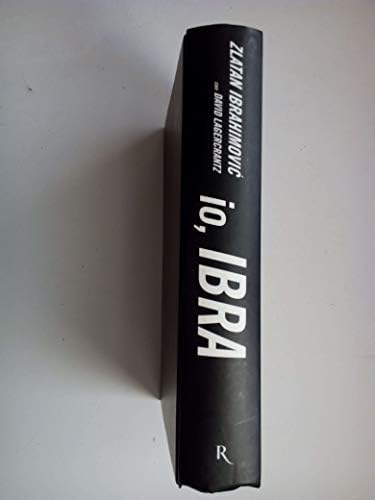 ZLATAN IBRAHIMOVIĆ
con DAVID LAGERCRANTZ
io, IBRA
R